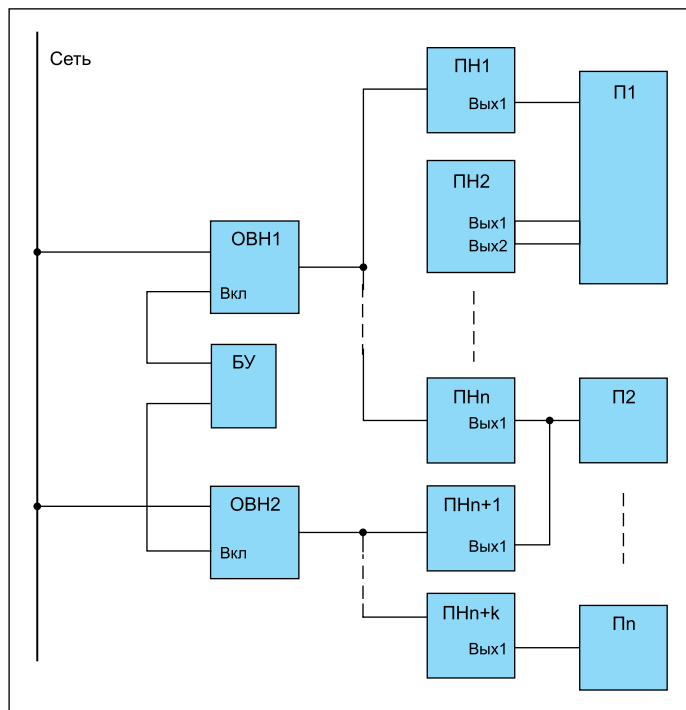 Сеть
ПН1
Вых1
П1
ПН2
Вых1
Вых2
ОВН1
Вкл
БУ
ПНn
Вых1
П2
ОВН2
Вкл
ПНn+1
Вых1
ПНn+k
Вых1
Пn